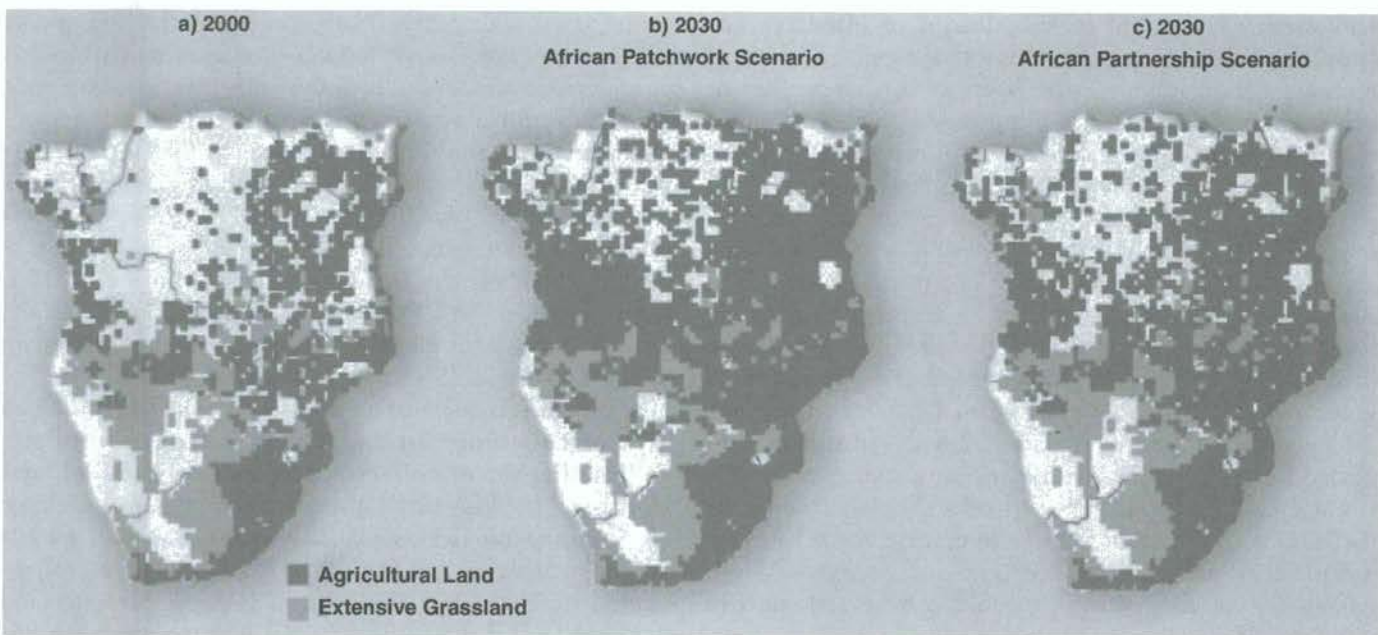 a) 2000
b) 2030
African Patchwork Scenario
c) 2030
African Partnership Scenario
Agricultural Land
Extensive Grassland